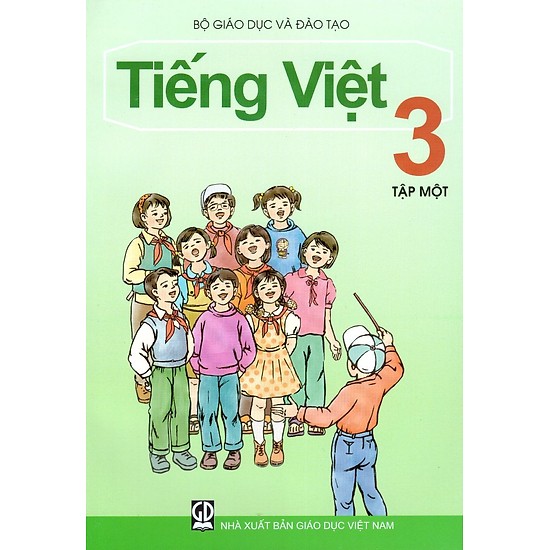 BỘ GIÁO DỤC VÀ ĐÀO TẠO
Tiếng Việt
3
TẬP MỘT
GD
NHÀ XUẤT BẢN GIÁO DỤC VIỆT NAM